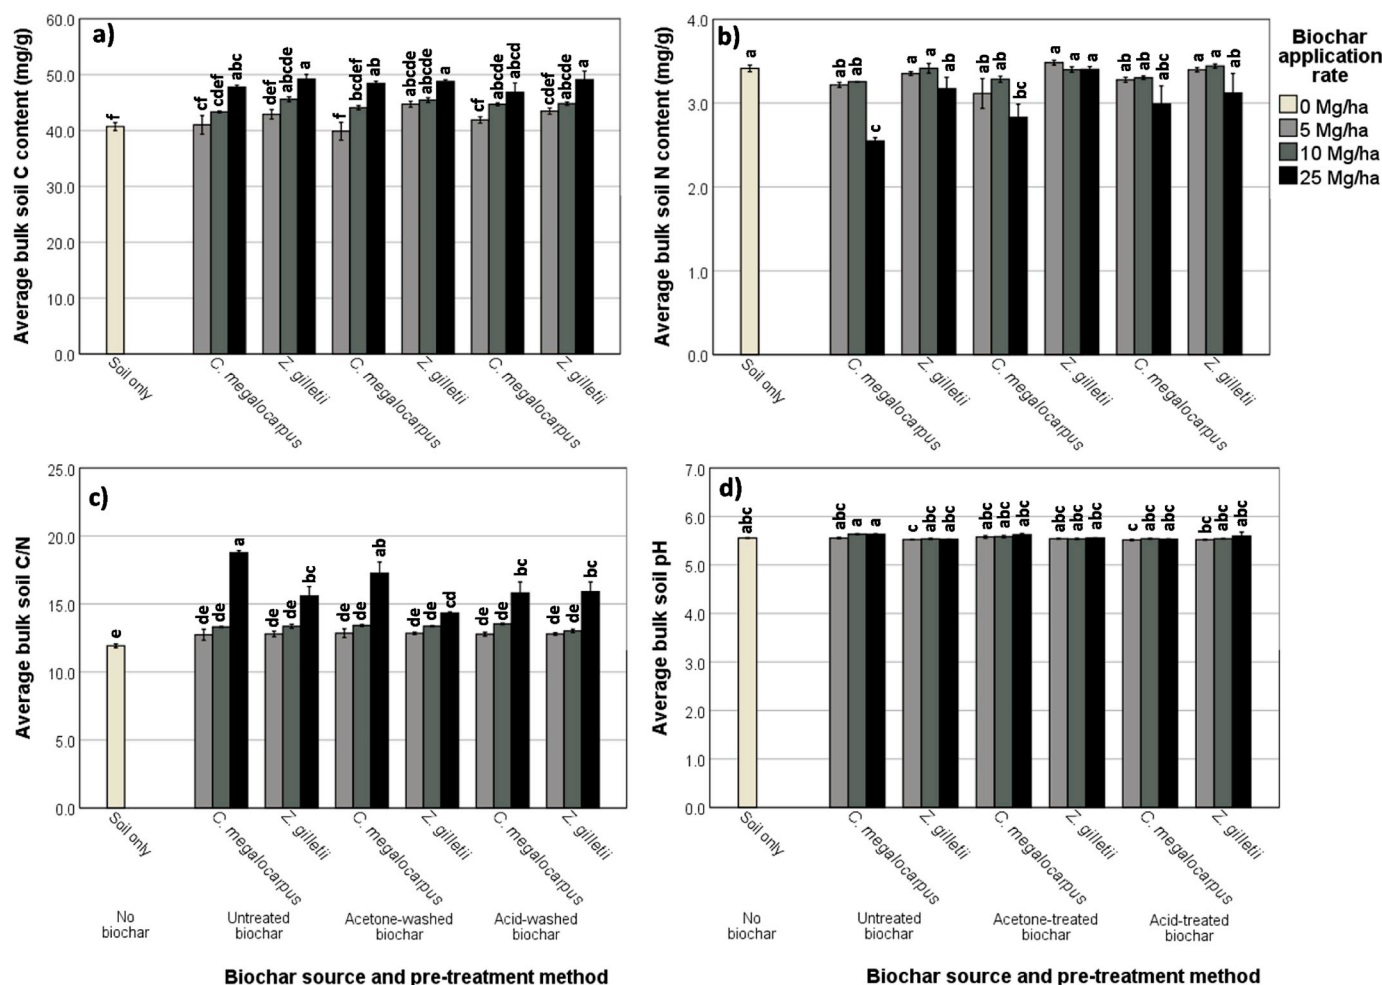 a)
Average bulk soil C content (mg/g)
60.0
50.0
40.0
30.0
20.0
10.0
0.0
f
cf
cdef
abc
def
abcde
a
f
bcdef
ab
abcde
abcde
a
cf
abcde
abcd
cdef
abcde
a
Soil only
C. megalocarpus
Z. gilletii
C. megalocarpus
Z. gilletii
C. megalocarpus
Z. gilletii
b)
Average bulk soil N content (mg/g)
4.0
3.0
2.0
1.0
0.0
a
ab
ab
c
a
a
ab
ab
ab
bc
a
a
a
ab
ab
abc
a
a
ab
Soil only
C. megalocarpus
Z. gilletii
C. megalocarpus
Z. gilletii
C. megalocarpus
Z. gilletii
Biochar
application
rate
0 Mg/ha
5 Mg/ha
10 Mg/ha
25 Mg/ha
c)
Average bulk soil C/N
25.0
20.0
15.0
10.0
5.0
0.0
e
de
de
a
de
de
bc
de
de
ab
de
de
cd
de
de
bc
de
de
bc
Soil only
C. megalocarpus
Z. gilletii
C. megalocarpus
Z. gilletii
C. megalocarpus
Z. gilletii
No
biochar
Untreated
biochar
Acetone-washed
biochar
Acid-washed
biochar
Biochar source and pre-treatment method
d)
Average bulk soil pH
7.0
6.0
5.0
4.0
3.0
2.0
1.0
0.0
abc
abc
a
a
c
abc
abc
abc
abc
abc
abc
abc
abc
c
abc
abc
bc
abc
abc
Soil only
C. megalocarpus
Z. gilletii
C. megalocarpus
Z. gilletii
C. megalocarpus
Z. gilletii
No
biochar
Untreated
biochar
Acetone-treated
biochar
Acid-treated
biochar
Biochar source and pre-treatment method